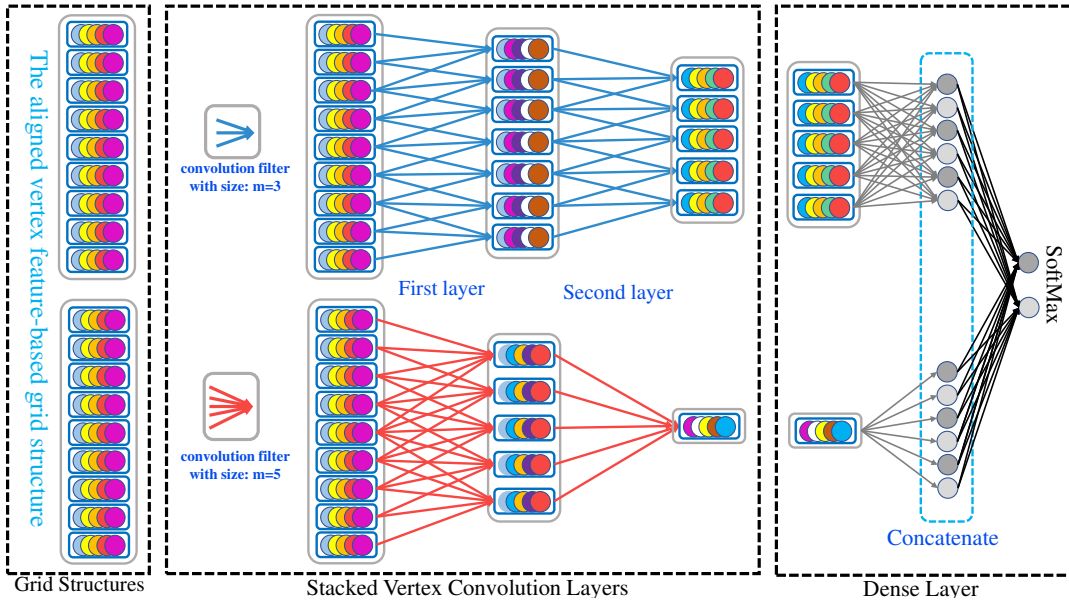 The aligned vertex feature-based grid structure
Grid Structures
convolution filter
with size: m=3
First layer
Second layer
convolution filter
with size: m=5
Stacked Vertex Convolution Layers
SoftMax
Concatenate
Dense Layer